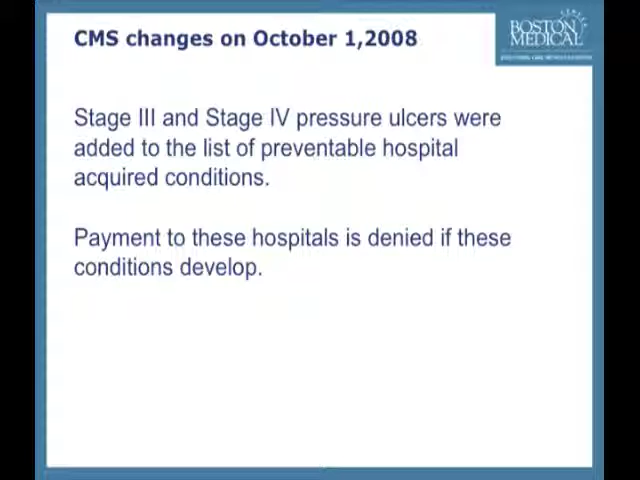 CMS changes on October 1,2008
BOSTON
MEDICAL
CENTER
Stage III and Stage IV pressure ulcers were
added to the list of preventable hospital
acquired conditions.
Payment to these hospitals is denied if these
conditions develop.